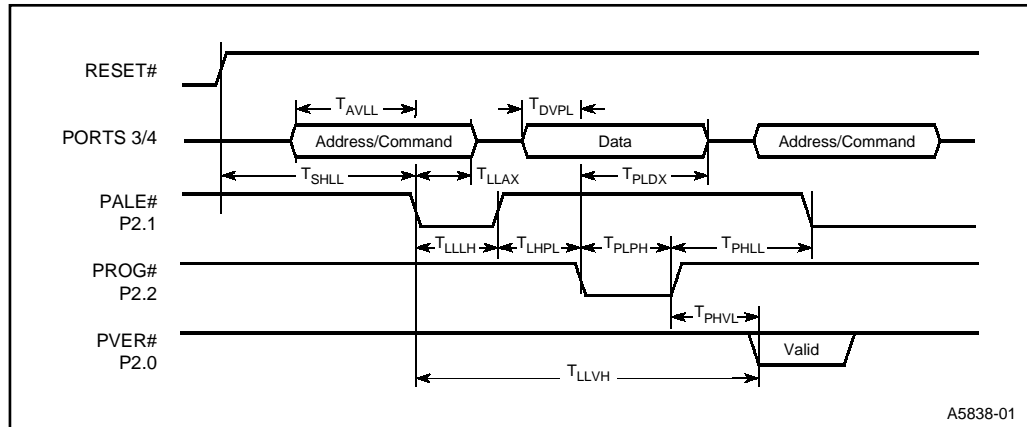 RESET#
T_AVLL
T_DVPL
PORTS 3/4
Address/Command
Data
Address/Command
T_SHLL
T_LLAX
T_PLDX
PALE#
P2.1
T_LLLH
T_LHPL
T_PLPH
T_PHLL
PROG#
P2.2
T_PHVL
PVER#
P2.0
Valid
T_LLVH
A5838-01